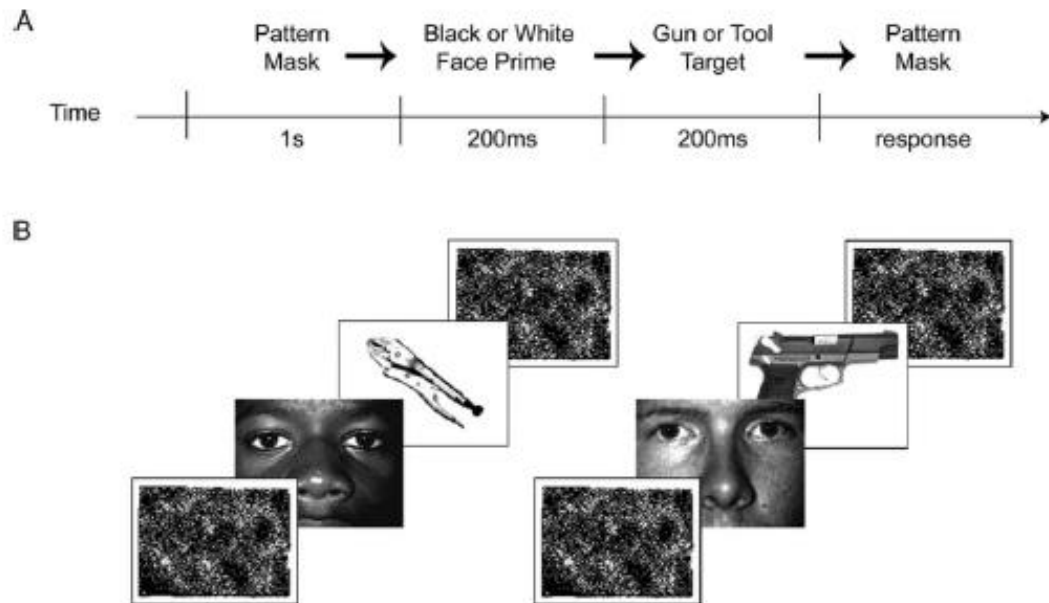 A
Pattern Mask
Black or White Face Prime
Gun or Tool Target
Pattern Mask
Time
1s
200ms
200ms
response
B